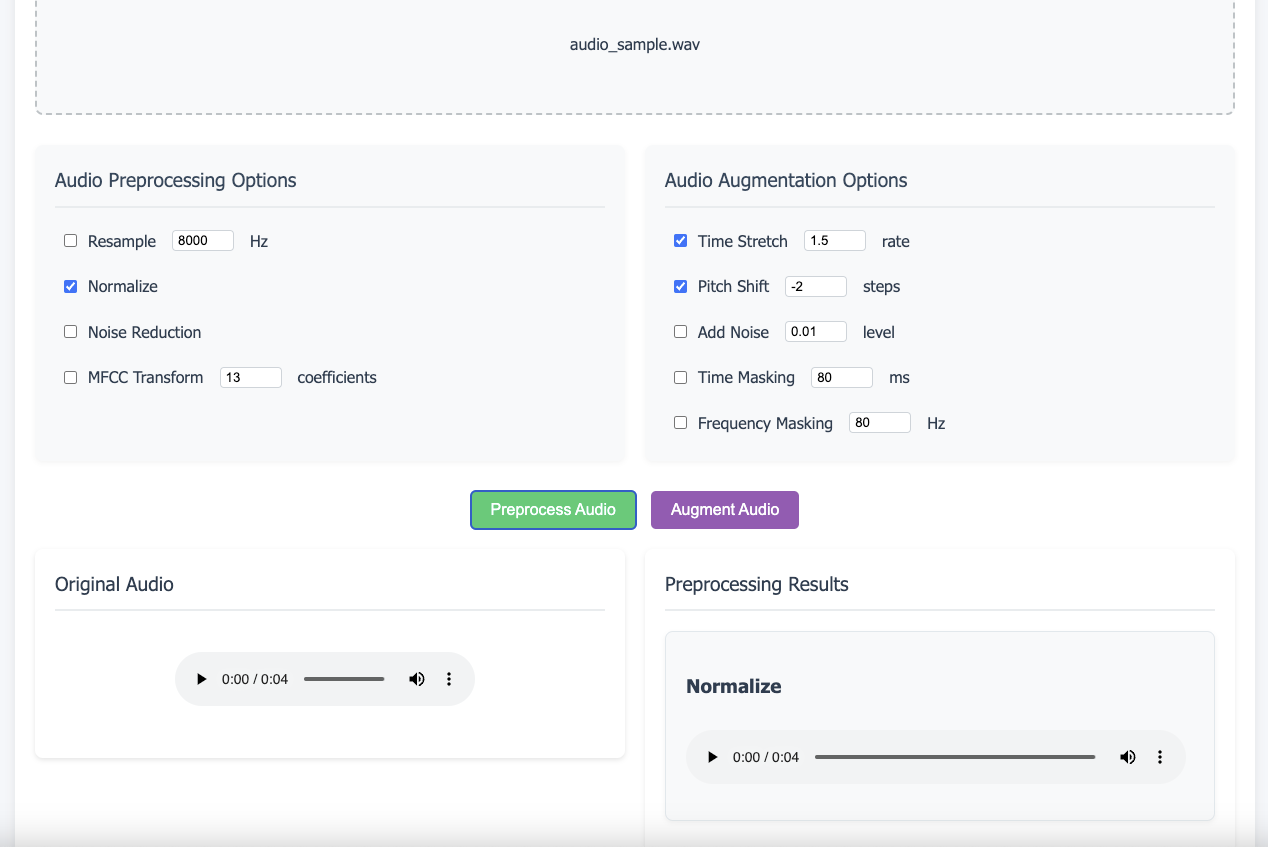 audio_sample.wav
Audio Preprocessing Options
Resample 8000 Hz
Normalize
Noise Reduction
MFCC Transform 13 coefficients
Audio Augmentation Options
Time Stretch 1.5 rate
Pitch Shift -2 steps
Add Noise 0.01 level
Time Masking 80 ms
Frequency Masking 80 Hz
Preprocess Audio
Augment Audio
Original Audio
0:00 / 0:04
Preprocessing Results
Normalize
0:00 / 0:04